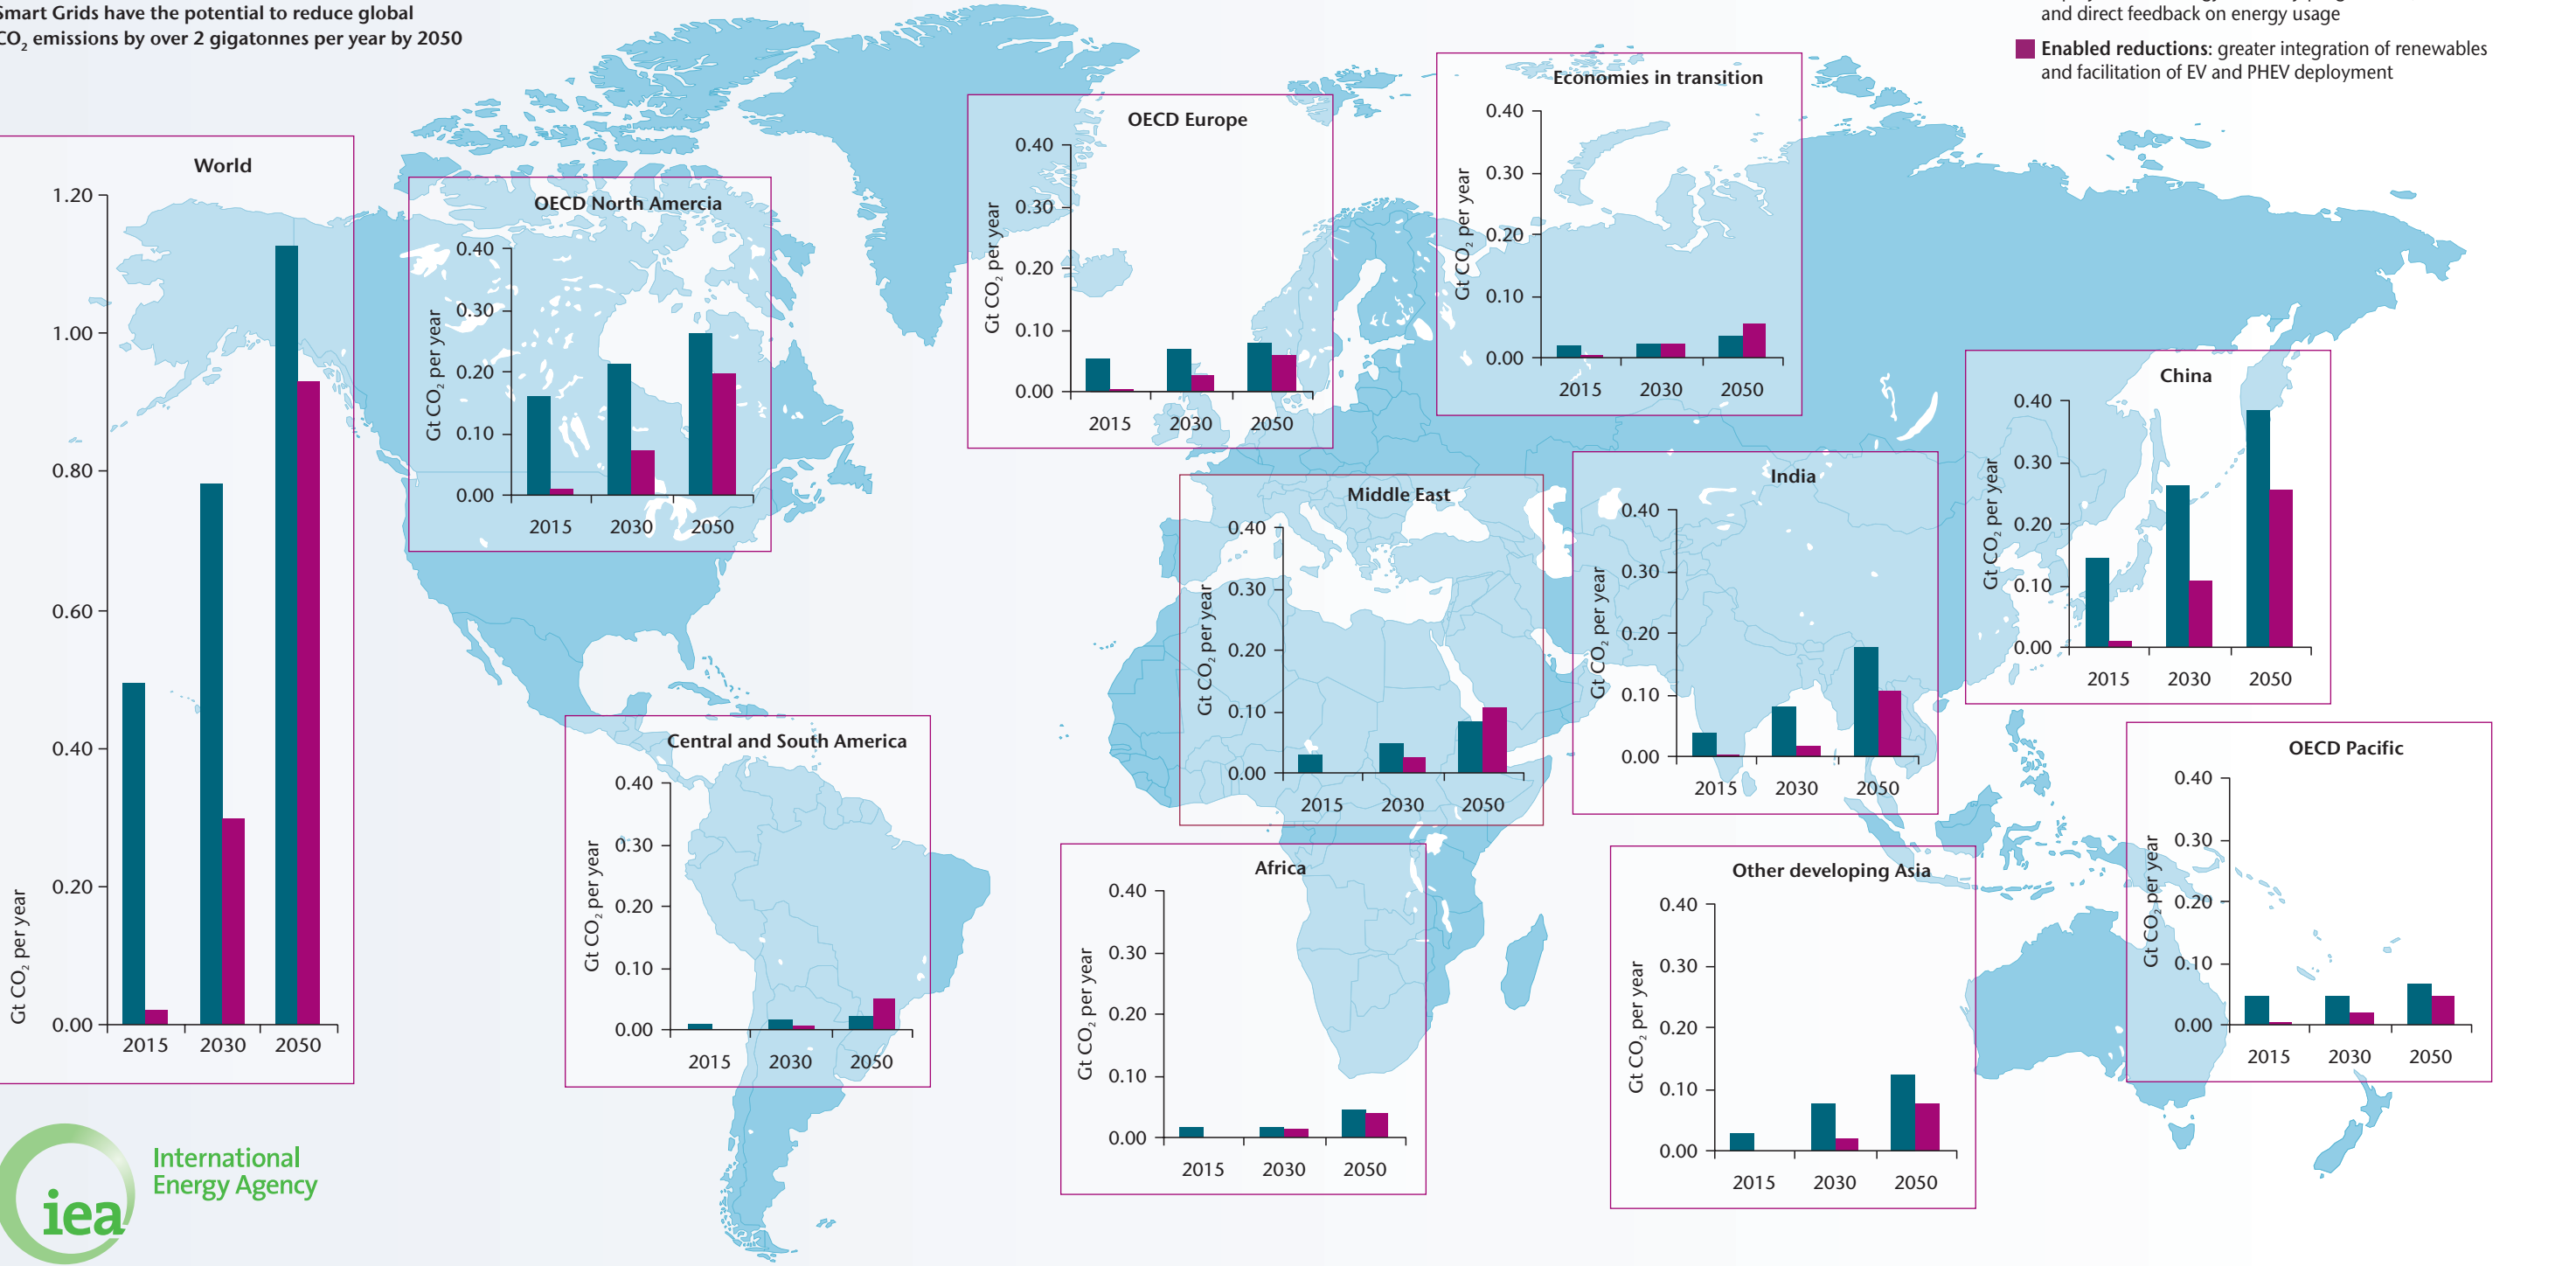 Smart Grids have the potential to reduce global
CO₂ emissions by over 2 gigatonnes per year by 2050
and direct feedback on energy usage
Enabled reductions: greater integration of renewables
and facilitation of EV and PHEV deployment
World
1.20
1.00
0.80
0.60
0.40
0.20
0.00
Gt CO₂ per year
2015 2030 2050
OECD North Amercia
0.40
0.30
0.20
0.10
0.00
Gt CO₂ per year
2015 2030 2050
OECD Europe
0.40
0.30
0.20
0.10
0.00
Gt CO₂ per year
2015 2030 2050
Economies in transition
0.40
0.30
0.20
0.10
0.00
Gt CO₂ per year
2015 2030 2050
China
0.40
0.30
0.20
0.10
0.00
Gt CO₂ per year
2015 2030 2050
Middle East
0.40
0.30
0.20
0.10
0.00
Gt CO₂ per year
2015 2030 2050
India
0.40
0.30
0.20
0.10
0.00
Gt CO₂ per year
2015 2030 2050
Central and South America
0.40
0.30
0.20
0.10
0.00
Gt CO₂ per year
2015 2030 2050
OECD Pacific
0.40
0.30
0.20
0.10
0.00
Gt CO₂ per year
2015 2030 2050
Africa
0.40
0.30
0.20
0.10
0.00
Gt CO₂ per year
2015 2030 2050
Other developing Asia
0.40
0.30
0.20
0.10
0.00
Gt CO₂ per year
2015 2030 2050
iea
International
Energy Agency